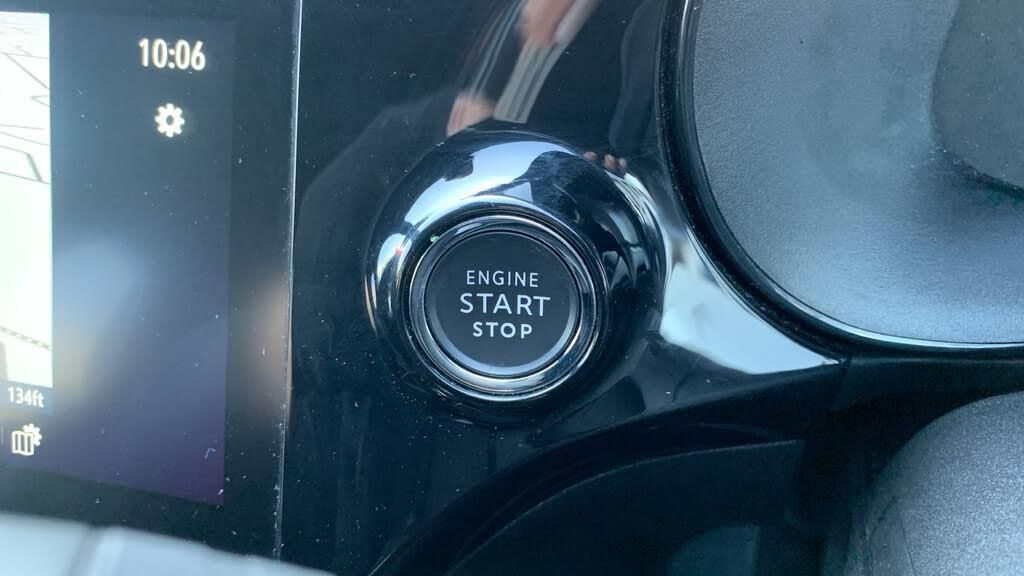 10:06
134ft
ENGINE
START
STOP